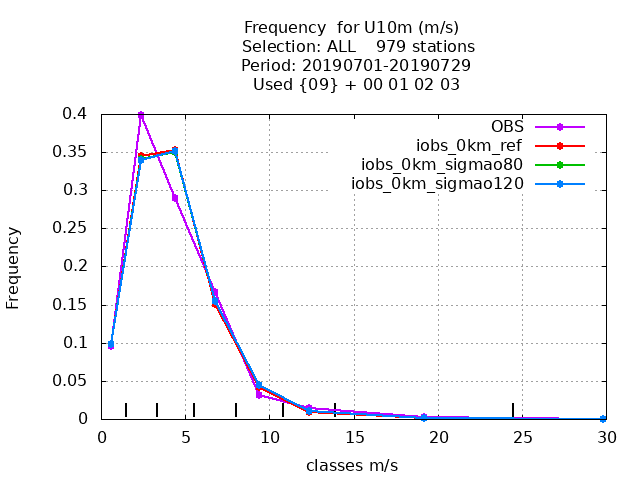 Frequency  for U10m (m/s)
Selection: ALL    979 stations
Period: 20190701-20190729
Used {09} + 00 01 02 03
OBS
iobs_0km_ref
iobs_0km_sigmao80
iobs_0km_sigmao120
Frequency
0.4
0.35
0.3
0.25
0.2
0.15
0.1
0.05
0
0 5 10 15 20 25 30
classes m/s